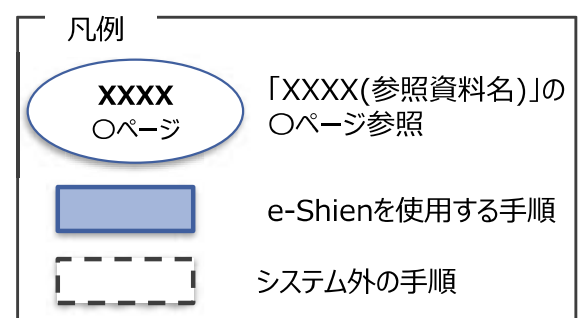 凡例
XXXX
〇ページ
「XXXX(参照資料名)」の
〇ページ参照
e-Shienを使用する手順
システム外の手順